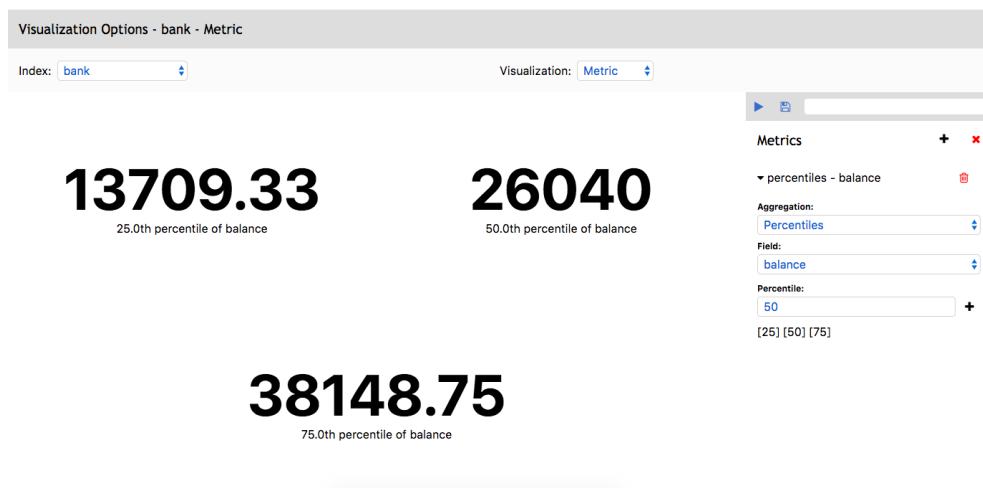 Visualization Options - bank - Metric
Index: bank Visualization: Metric
Metrics
13709.33
25.0th percentile of balance
26040
50.0th percentile of balance
38148.75
75.0th percentile of balance
percentiles - balance
Aggregation:
Percentiles
Field:
balance
Percentile:
50
[25] [50] [75]